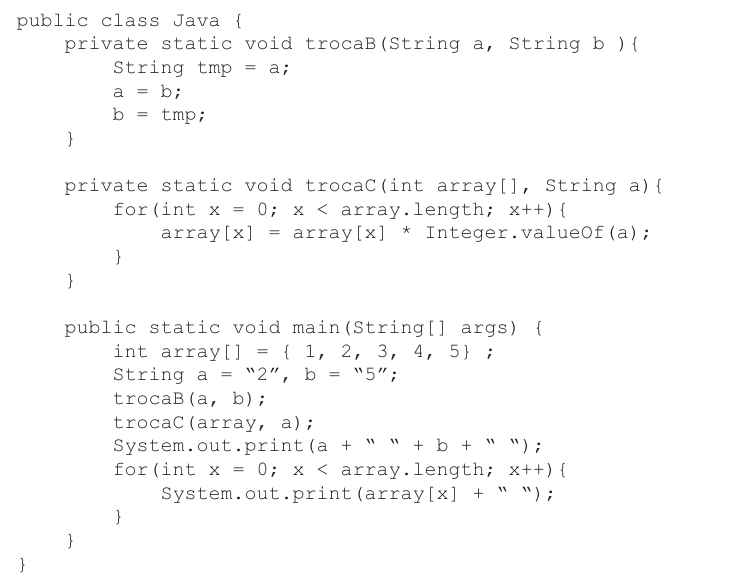 public class Java {
    private static void trocaB(String a, String b ){
        String tmp = a;
        a = b;
        b = tmp;
    }

    private static void trocaC(int array[], String a){
        for(int x = 0; x < array.length; x++){
            array[x] = array[x] * Integer.valueOf(a);
        }
    }

    public static void main(String[] args) {
        int array[] = { 1, 2, 3, 4, 5} ;
        String a = “2”, b = “5”;
        trocaB(a, b);
        trocaC(array, a);
        System.out.print(a + “ “ + b + “ “);
        for(int x = 0; x < array.length; x++){
            System.out.print(array[x] + “ “);
        }
    }
}